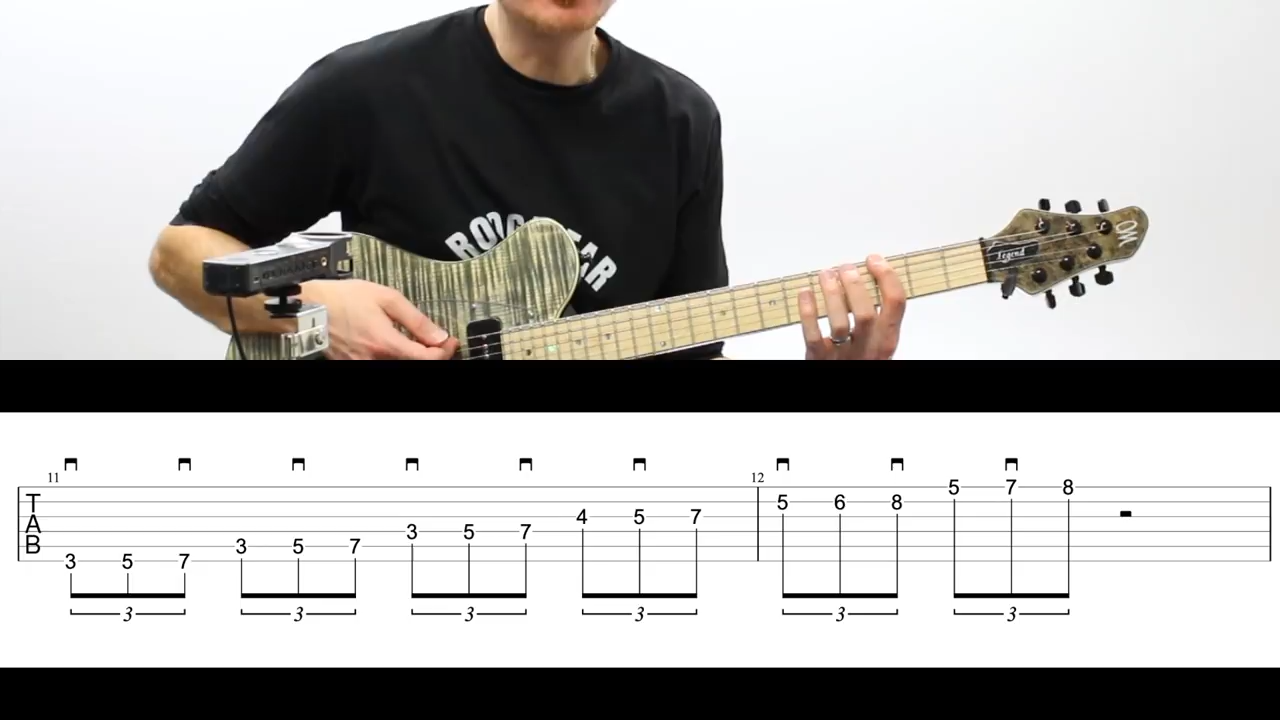 Legend
11
12
5 7 8
5 6 8
4 5 7
3 5 7
3 5 7
3 5 7
T
A
B
3 3 3 3 3 3